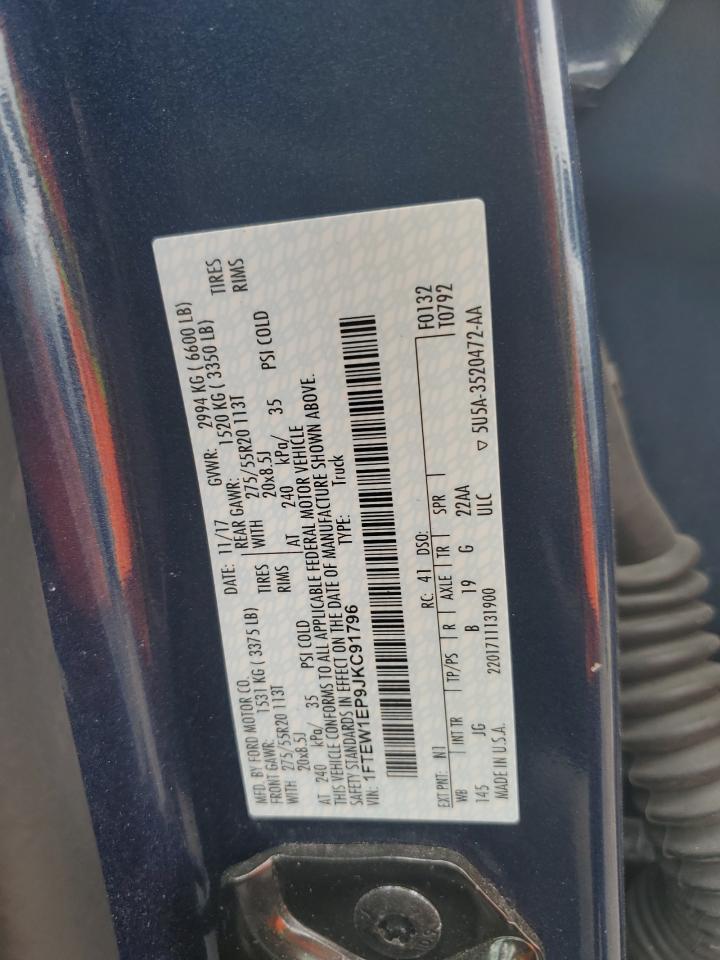 MFD. BY FORD MOTOR CO.
DATE: 11/17 GVWR: 2994 KG ( 6600 LB)
FRONT GAWR: 1531 KG ( 3375 LB) REAR GAWR: 1520 KG ( 3350 LB)
WITH 275/55R20 113T TIRES WITH 275/55R20 113T TIRES
20x8.5J RIMS 20x8.5J RIMS
AT 240 kPa/ 35 PSI COLD AT 240 kPa/ 35 PSI COLD
THIS VEHICLE CONFORMS TO ALL APPLICABLE FEDERAL MOTOR VEHICLE
SAFETY STANDARDS IN EFFECT ON THE DATE OF MANUFACTURE SHOWN ABOVE.
VIN: 1FTEW1EP9JKC91796 TYPE: Truck
F0132
T0792
EXT PNT: N1 RC: 41 DSO:
WB INT TR TP/PS R AXLE TR SPR
145 JG B 19 G 22AA
ULC
MADE IN U.S.A. 2201711131900 ▽ 5U5A-3520472-AA